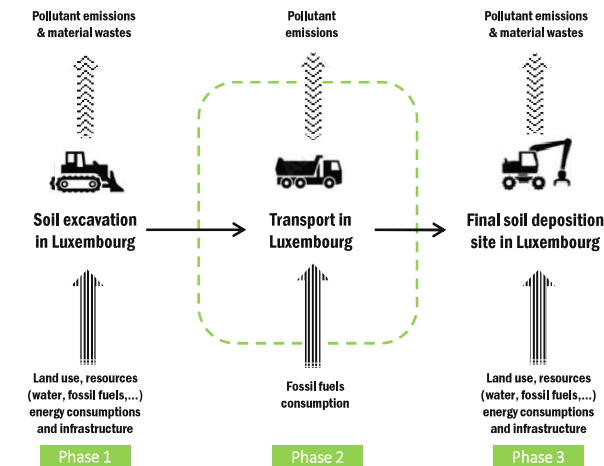 Pollutant emissions
& material wastes
Pollutant
emissions
Pollutant emissions
& material wastes
Soil excavation
in Luxembourg
Transport in
Luxembourg
Final soil deposition
site in Luxembourg
Land use, resources
(water, fossil fuels,...)
energy consumptions
and infrastructure
Fossil fuels
consumption
Land use, resources
(water, fossil fuels,...)
energy consumptions
and infrastructure
Phase 1
Phase 2
Phase 3